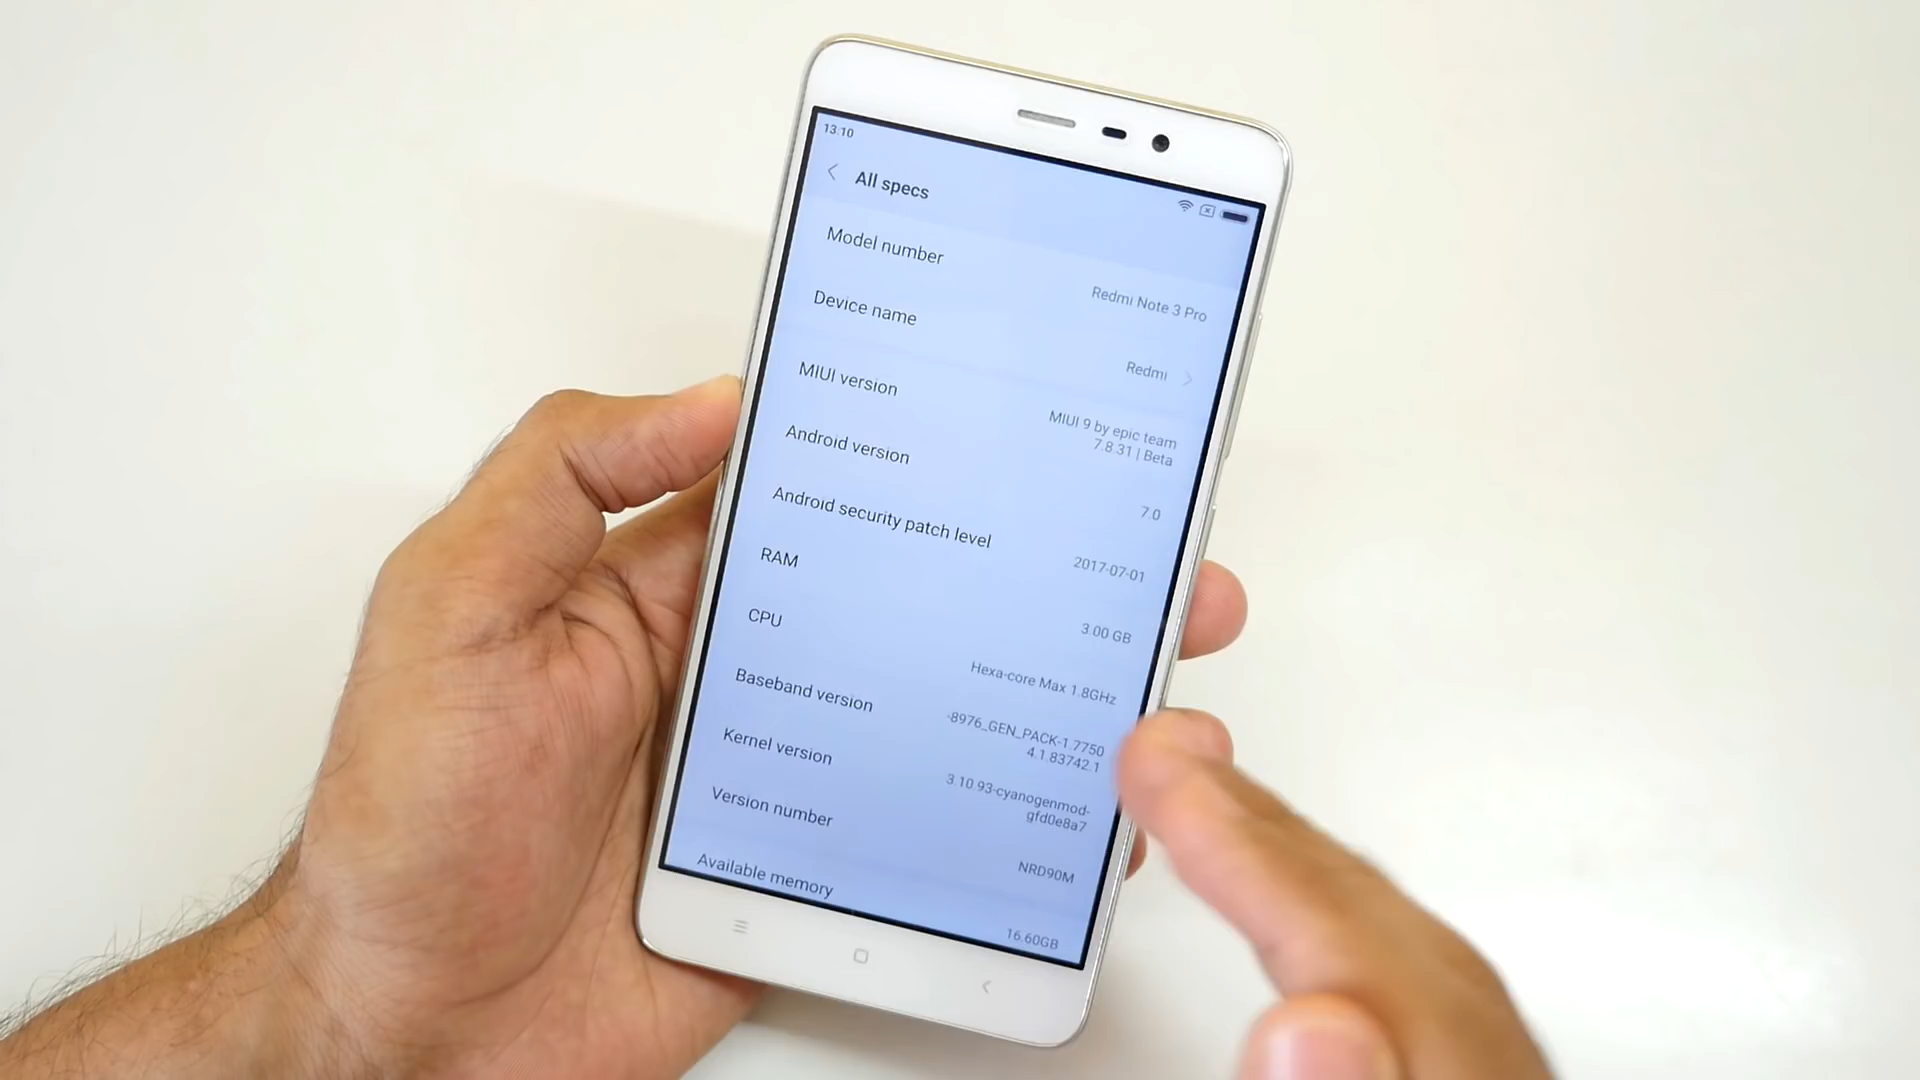 13:10
All specs
Model number
Redmi Note 3 Pro
Device name
Redmi
MIUI version
MIUI 9 by epic team
7.8.31 | Beta
Android version
7.0
Android security patch level
2017-07-01
RAM
3.00 GB
CPU
Hexa-core Max 1.8GHz
Baseband version
-8976_GEN_PACK-1.7750
4.1.83742.1
Kernel version
3.10.93-cyanogenmod-
gfd0e8a7
Version number
NRD90M
Available memory
16.60GB